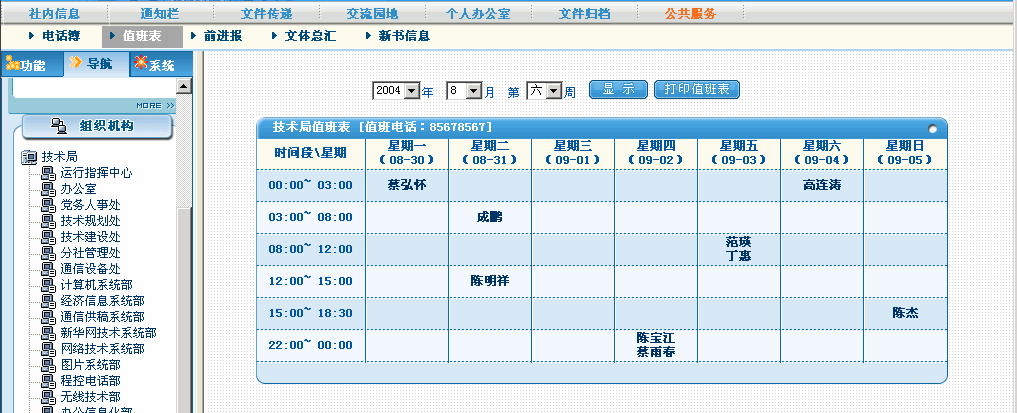 社内信息 通知栏 文件传递 交流园地 个人办公室 文件归档 公共服务
电话簿 值班表 前进报 文体总汇 新书信息
功能 导航 系统
MORE >>
组织机构
技术局
运行指挥中心
办公室
党务人事处
技术规划处
技术建设处
分社管理处
通信设备处
计算机系统部
经济信息系统部
通信供稿系统部
新华网技术系统部
网络技术系统部
图片系统部
程控电话部
无线技术部
办公信息化部
2004 年 8 月 第 六 周 显 示 打印值班表
技术局值班表 [值班电话：85678567]
时间段\星期 星期一 (08-30) 星期二 (08-31) 星期三 (09-01) 星期四 (09-02) 星期五 (09-03) 星期六 (09-04) 星期日 (09-05)
00:00~ 03:00 蔡弘怀 高连涛
03:00~ 08:00 成鹏
08:00~ 12:00 范瑛 丁惠
12:00~ 15:00 陈明祥
15:00~ 18:30 陈杰
22:00~ 00:00 陈宝江 蔡雨春